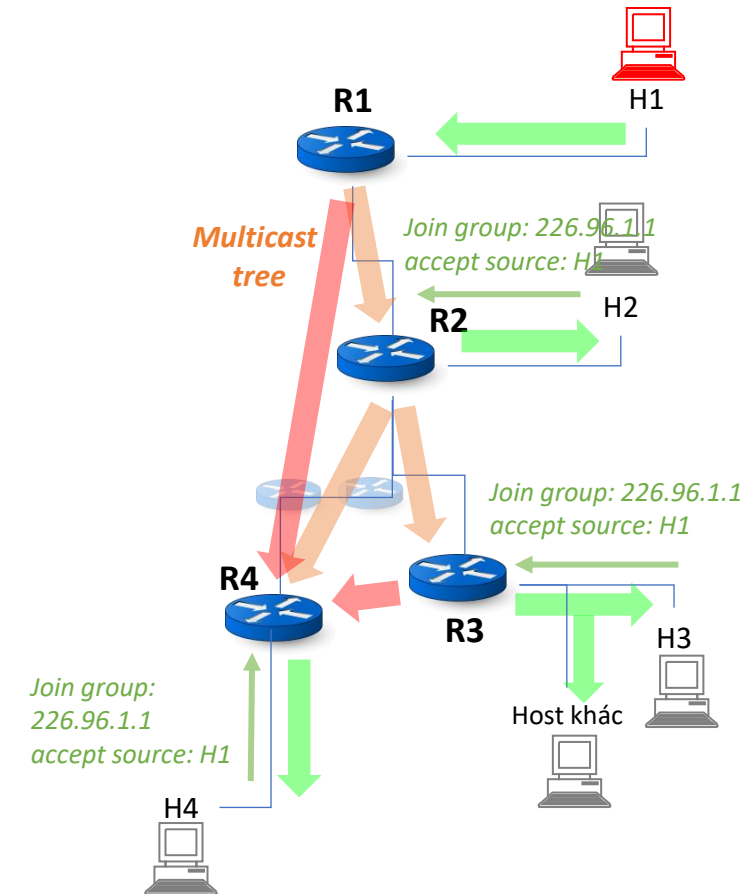 H1
R1
Multicast
tree
Join group: 226.96.1.1
accept source: H1
H2
R2
Join group: 226.96.1.1
accept source: H1
R4
R3
H3
Join group:
226.96.1.1
accept source: H1
Host khác
H4